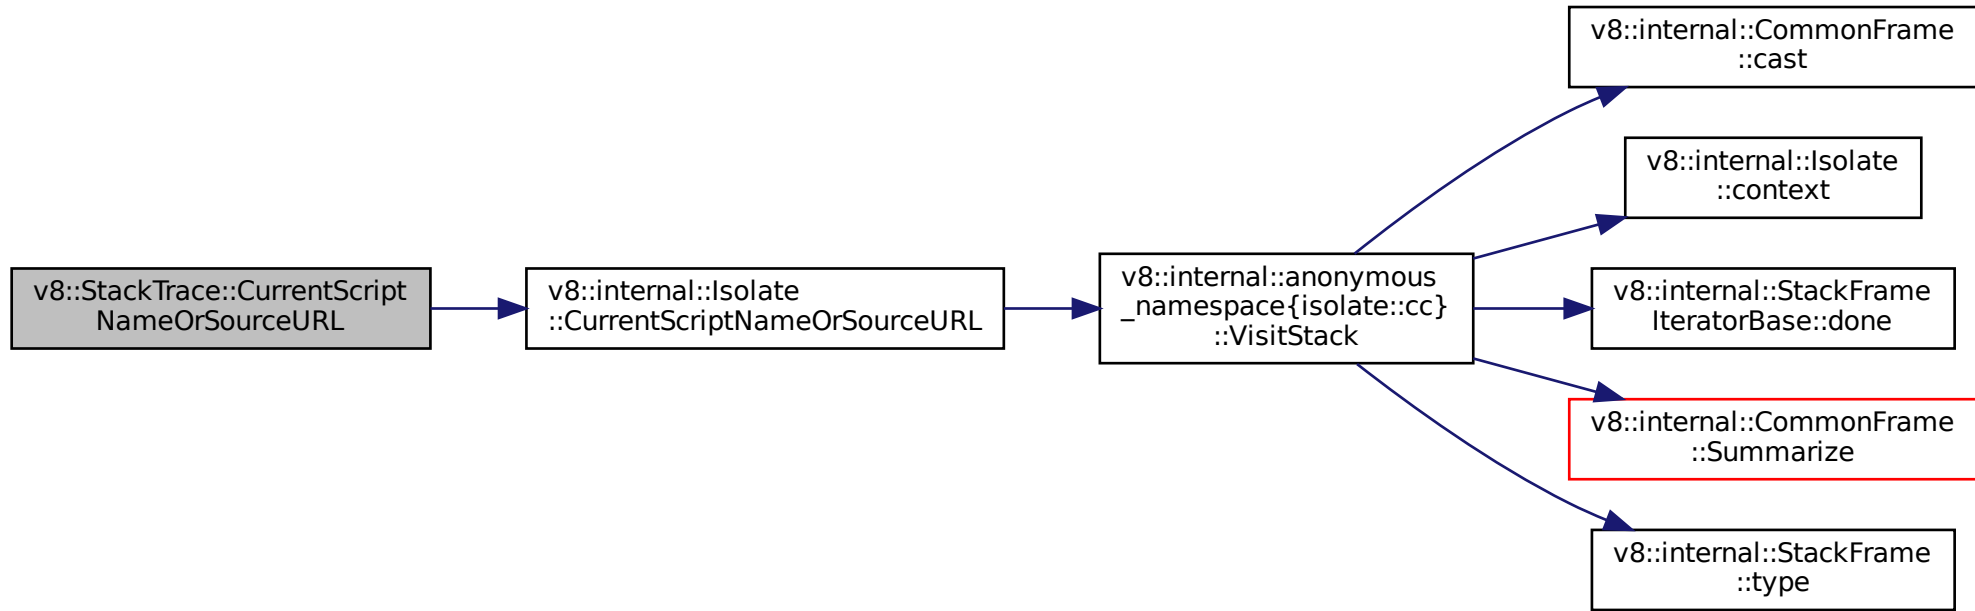 v8::StackTrace::CurrentScript
NameOrSourceURL
v8::internal::Isolate
::CurrentScriptNameOrSourceURL
v8::internal::anonymous
_namespace{isolate::cc}
::VisitStack
v8::internal::CommonFrame
::cast
v8::internal::Isolate
::context
v8::internal::StackFrame
IteratorBase::done
v8::internal::CommonFrame
::Summarize
v8::internal::StackFrame
::type